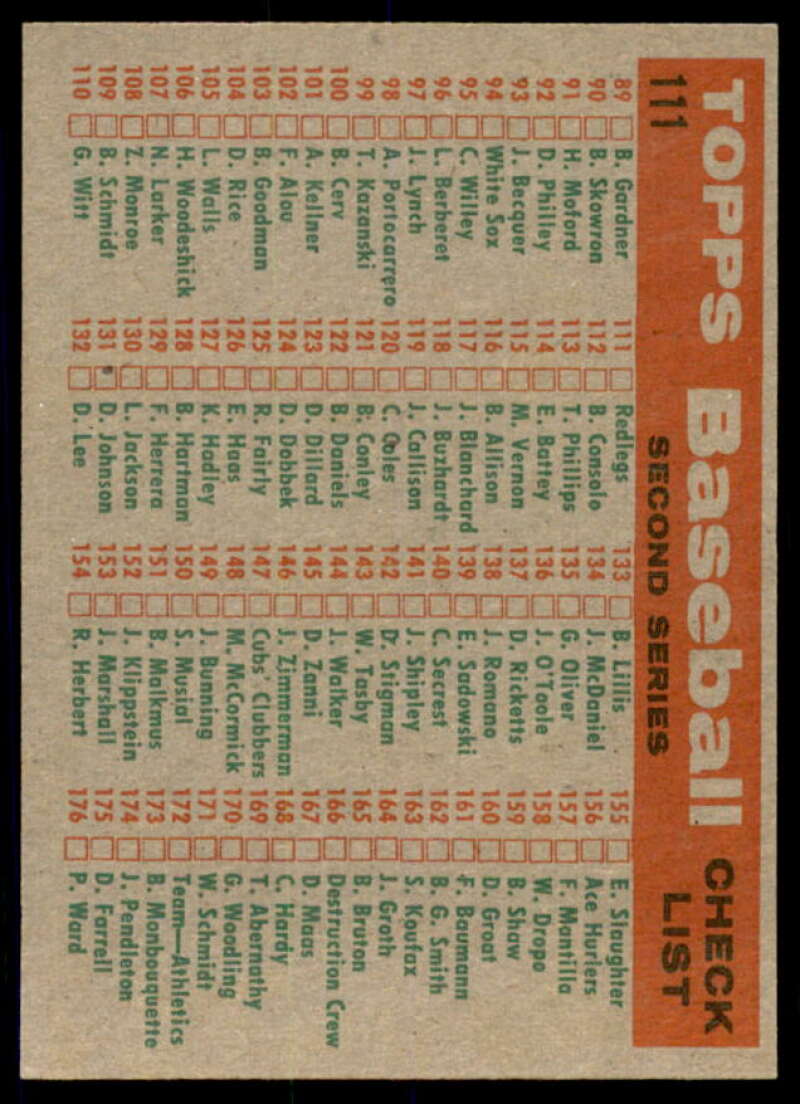 TOPPS Baseball CHECK LIST
111 SECOND SERIES
89 B. Gardner
90 B. Skowron
91 H. Moford
92 D. Philley
93 J. Becquer
94 White Sox
95 C. Willey
96 L. Berberet
97 J. Lynch
98 A. Portocarrero
99 T. Kazanski
100 B. Cerv
101 A. Kellner
102 F. Alou
103 B. Goodman
104 D. Rice
105 L. Walls
106 H. Woodeshick
107 N. Larker
108 Z. Monroe
109 B. Schmidt
110 G. Witt
111 Redlegs
112 B. Consolo
113 T. Phillips
114 E. Battey
115 M. Vernon
116 B. Allison
117 J. Blanchard
118 J. Buzhardt
119 J. Callison
120 C. Coles
121 B. Conley
122 B. Daniels
123 D. Dillard
124 D. Dobbek
125 R. Fairly
126 E. Haas
127 K. Hadley
128 B. Hartman
129 F. Herrera
130 L. Jackson
131 D. Johnson
132 D. Lee
133 B. Lillis
134 J. McDaniel
135 G. Oliver
136 J. O'Toole
137 D. Ricketts
138 J. Romano
139 E. Sadowski
140 C. Secrest
141 J. Shipley
142 D. Stigman
143 W. Tasby
144 J. Walker
145 D. Zanni
146 J. Zimmerman
147 Cubs' Clubbers
148 M. McCormick
149 J. Bunning
150 S. Musial
151 B. Malkmus
152 J. Klippstein
153 J. Marshall
154 R. Herbert
155 E. Slaughter
156 Ace Hurlers
157 F. Mantilla
158 W. Dropo
159 B. Shaw
160 D. Groat
161 F. Baumann
162 B. G. Smith
163 S. Koufax
164 J. Groth
165 B. Bruton
166 Destruction Crew
167 D. Maas
168 C. Hardy
169 T. Abernathy
170 G. Woodling
171 W. Schmidt
172 Team—Athletics
173 B. Monbouquette
174 J. Pendleton
175 D. Farrell
176 P. Ward